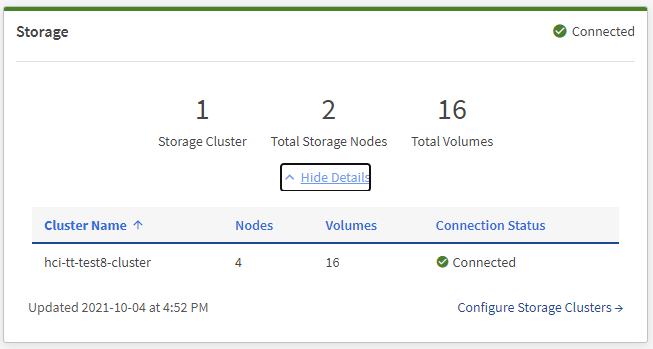 Storage
Connected
1 2 16
Storage Cluster Total Storage Nodes Total Volumes
Hide Details
Cluster Name ↑ Nodes Volumes Connection Status
hci-tt-test8-cluster 4 16 Connected
Updated 2021-10-04 at 4:52 PM Configure Storage Clusters →